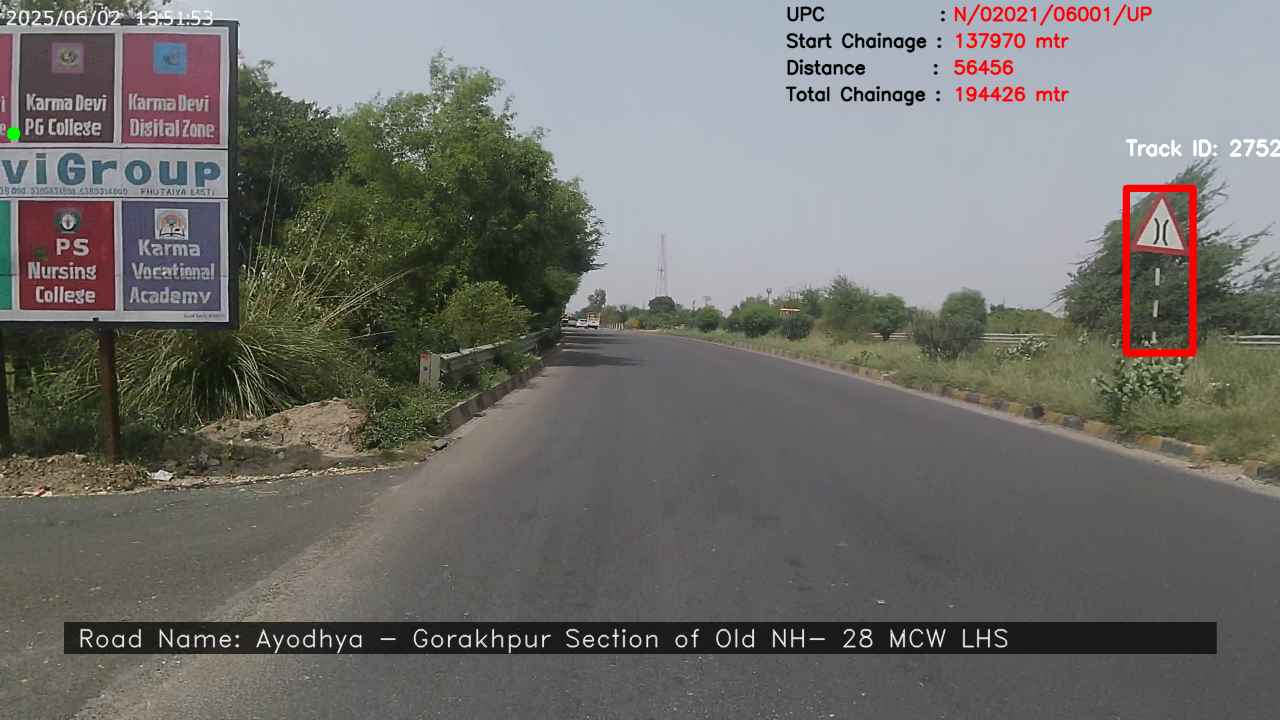 2025/06/02 13:51:53
UPC : N/02021/06001/UP
Start Chainage : 137970 mtr
Distance : 56456
Total Chainage : 194426 mtr
Track ID: 2752
Karma Devi
PG College
Karma Devi
Digital Zone
viGroup
PS
Nursing
College
Karma
Vocational
Academy
Road Name: Ayodhya - Gorakhpur Section of Old NH- 28 MCW LHS